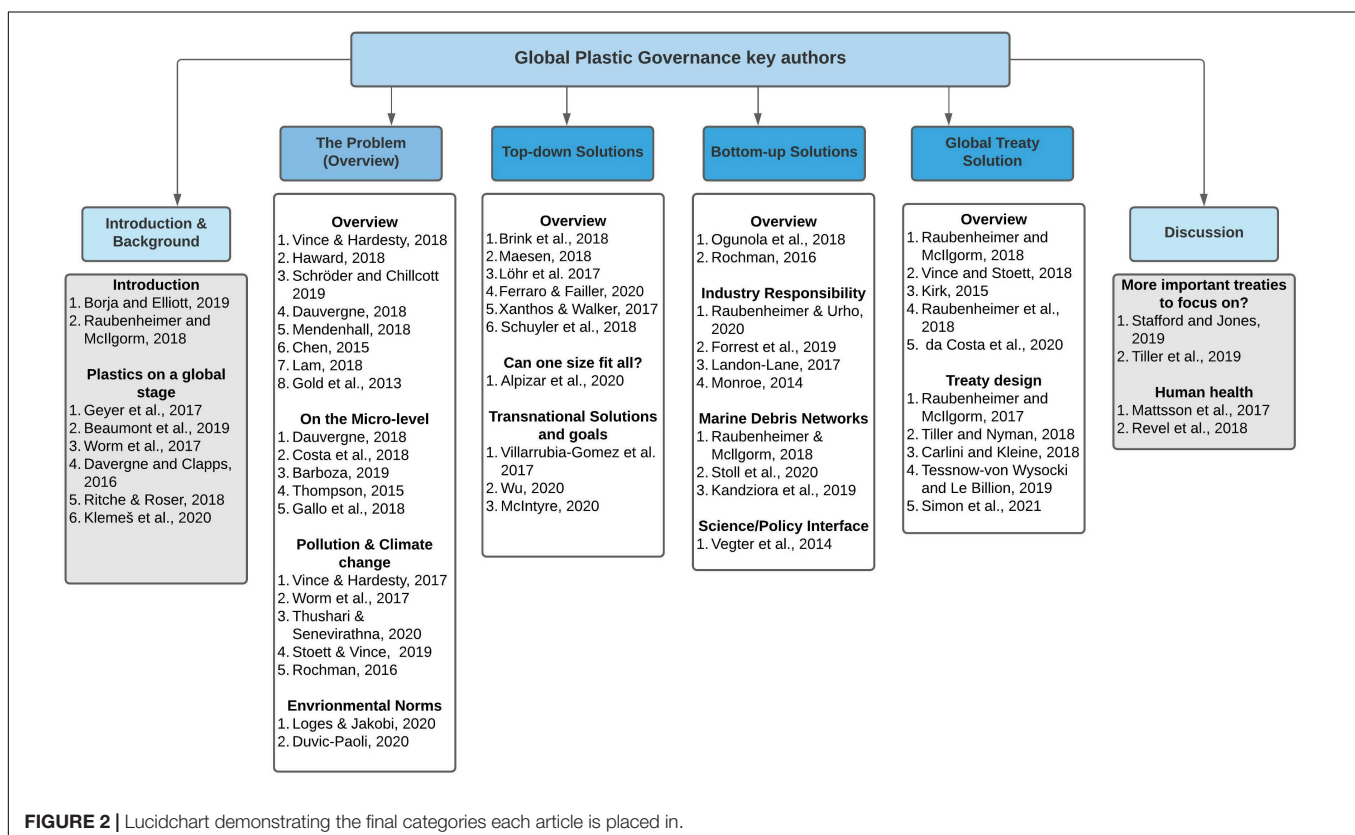 Global Plastic Governance key authors
Introduction &
Background
Introduction
1. Borja and Elliott, 2019
2. Raubenheimer and
McIlgorm, 2018
Plastics on a global
stage
1. Geyer et al., 2017
2. Beaumont et al., 2019
3. Worm et al., 2017
4. Davergne and Clapps,
2016
5. Ritche & Roser, 2018
6. Klemeš et al., 2020
The Problem
(Overview)
Overview
1. Vince & Hardesty, 2018
2. Haward, 2018
3. Schröder and Chillcott
2019
4. Dauvergne, 2018
5. Mendenhall, 2018
6. Chen, 2015
7. Lam, 2018
8. Gold et al., 2013
On the Micro-level
1. Dauvergne, 2018
2. Costa et al., 2018
3. Barboza, 2019
4. Thompson, 2015
5. Gallo et al., 2018
Pollution & Climate
change
1. Vince & Hardesty, 2017
2. Worm et al., 2017
3. Thushari &
Senevirathna, 2020
4. Stoett & Vince, 2019
5. Rochman, 2016
Envrionmental Norms
1. Loges & Jakobi, 2020
2. Duvic-Paoli, 2020
Top-down Solutions
Overview
1. Brink et al., 2018
2. Maesen, 2018
3. Löhr et al. 2017
4. Ferraro & Failler, 2020
5. Xanthos & Walker, 2017
6. Schuyler et al., 2018
Can one size fit all?
1. Alpizar et al., 2020
Transnational Solutions
and goals
1. Villarrubia-Gomez et al.
2017
2. Wu, 2020
3. McIntyre, 2020
Bottom-up Solutions
Overview
1. Ogunola et al., 2018
2. Rochman, 2016
Industry Responsibility
1. Raubenheimer & Urho,
2020
2. Forrest et al., 2019
3. Landon-Lane, 2017
4. Monroe, 2014
Marine Debris Networks
1. Raubenheimer &
McIlgorm, 2018
2. Stoll et al., 2020
3. Kandziora et al., 2019
Science/Policy Interface
1. Vegter et al., 2014
Global Treaty
Solution
Overview
1. Raubenheimer and
McIlgorm, 2018
2. Vince and Stoett, 2018
3. Kirk, 2015
4. Raubenheimer et al.,
2018
5. da Costa et al., 2020
Treaty design
1. Raubenheimer and
McIlgorm, 2017
2. Tiller and Nyman, 2018
3. Carlini and Kleine, 2018
4. Tessnow-von Wysocki
and Le Billion, 2019
5. Simon et al., 2021
Discussion
More important treaties
to focus on?
1. Stafford and Jones,
2019
2. Tiller et al., 2019
Human health
1. Mattsson et al., 2017
2. Revel et al., 2018
FIGURE 2 | Lucidchart demonstrating the final categories each article is placed in.